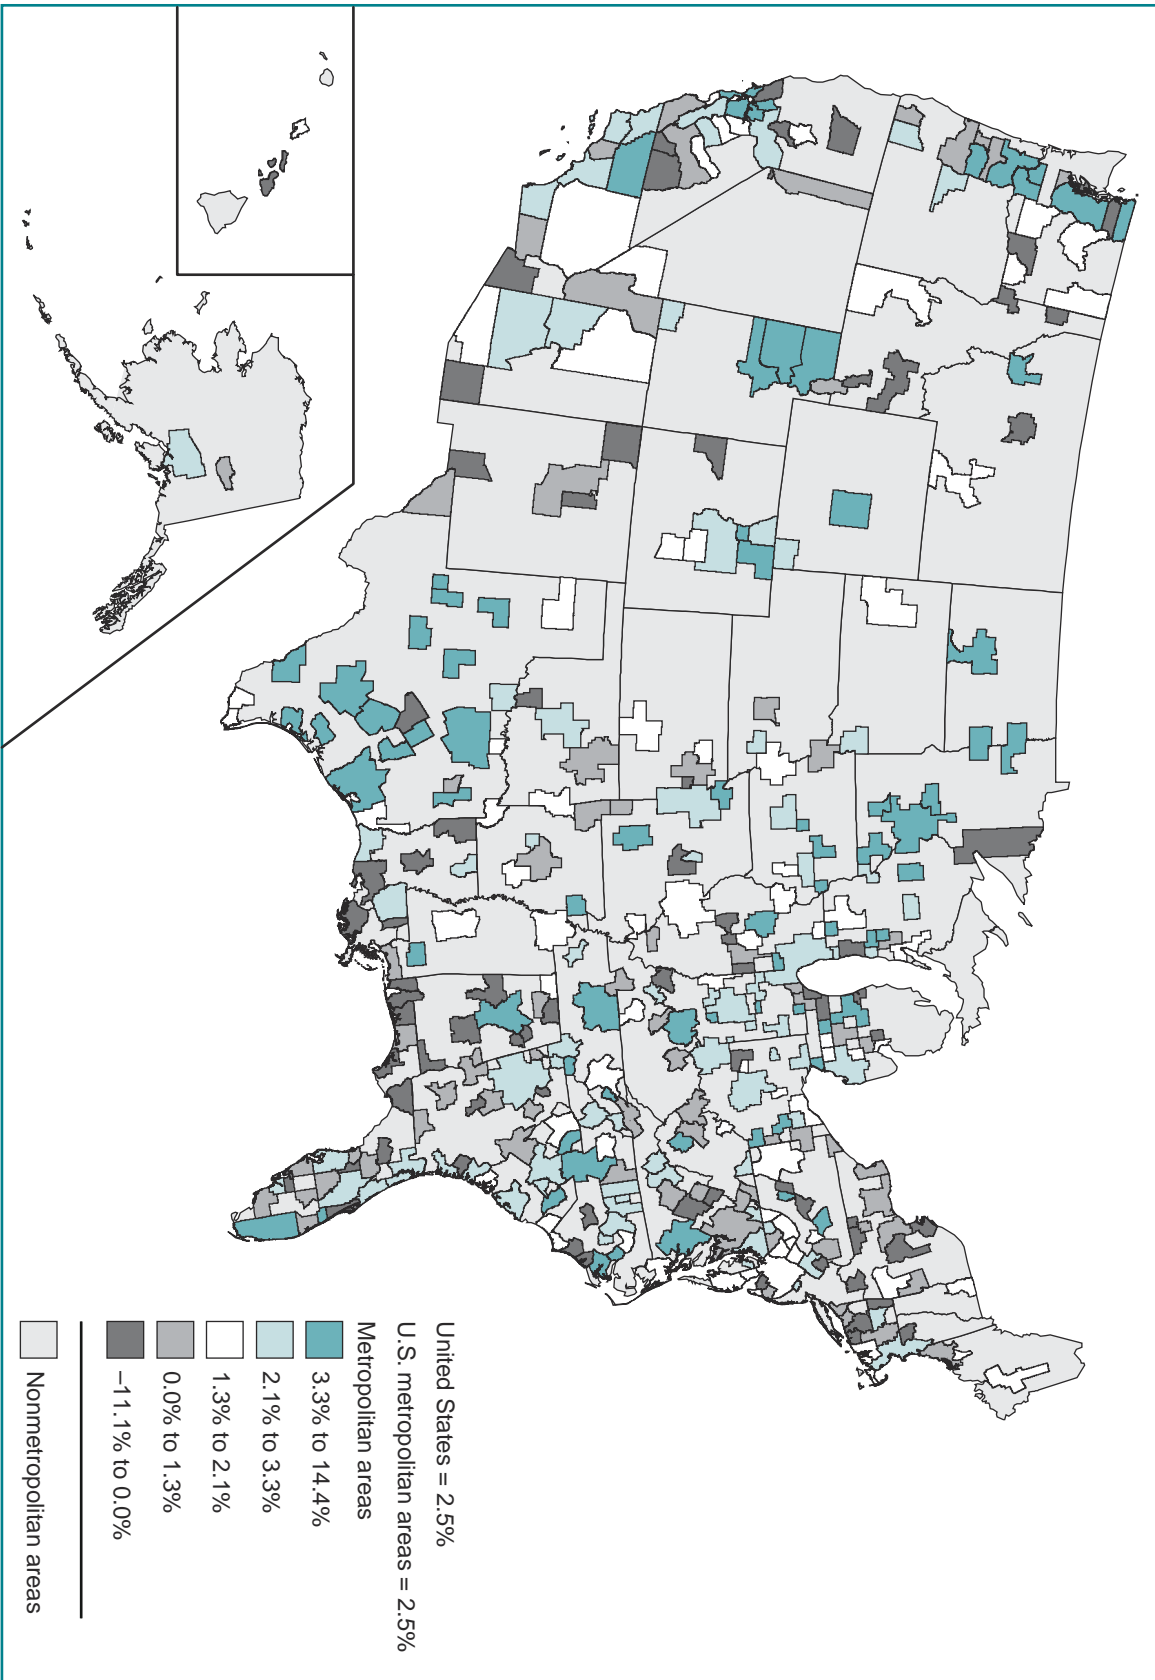 United States = 2.5%
U.S. metropolitan areas = 2.5%
Metropolitan areas
3.3% to 14.4%
2.1% to 3.3%
1.3% to 2.1%
0.0% to 1.3%
–11.1% to 0.0%
Nonmetropolitan areas